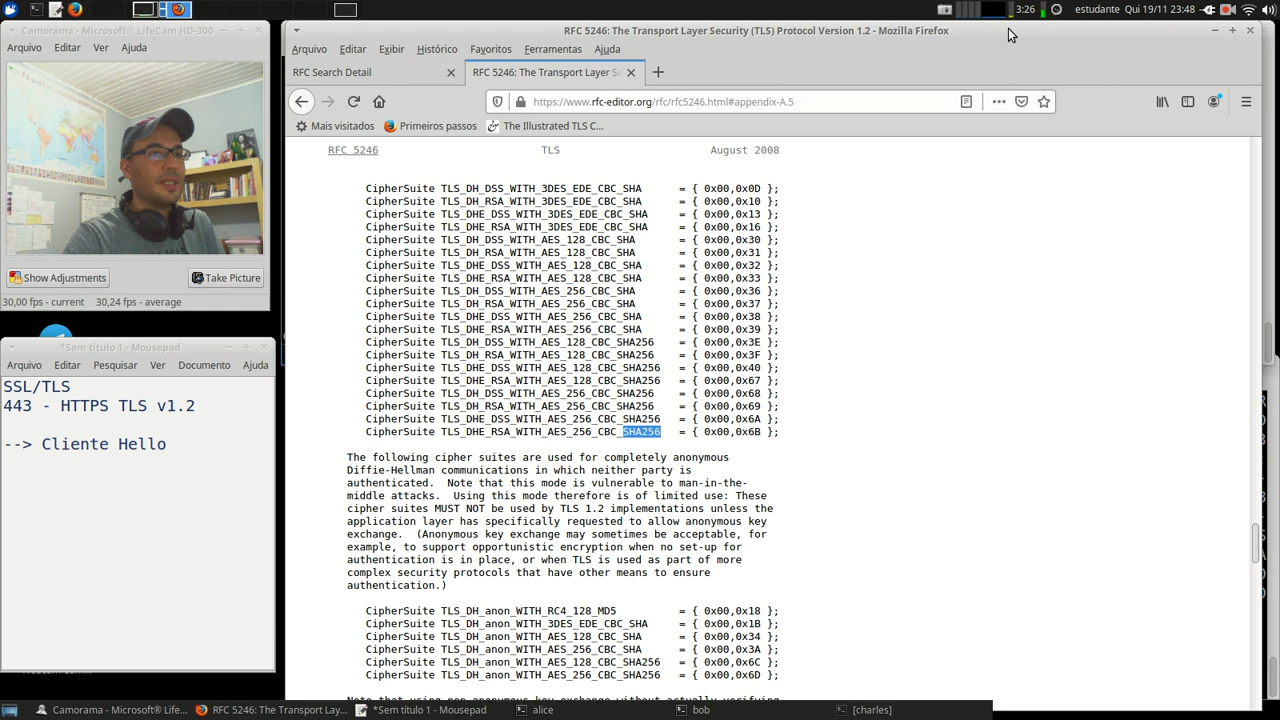 3:26
estudante Qui 19/11 23:48
Camorama - Microsoft® LifeCam HD-300
Arquivo Editar Ver Ajuda
Show Adjustments
Take Picture
30,00 fps - current 30,24 fps - average
*Sem título 1 - Mousepad
Arquivo Editar Pesquisar Ver Documento Ajuda
SSL/TLS
443 - HTTPS TLS v1.2
--> Cliente Hello
RFC 5246: The Transport Layer Security (TLS) Protocol Version 1.2 - Mozilla Firefox
Arquivo Editar Exibir Histórico Favoritos Ferramentas Ajuda
RFC Search Detail
RFC 5246: The Transport Layer S
https://www.rfc-editor.org/rfc/rfc5246.html#appendix-A.5
Mais visitados Primeiros passos The Illustrated TLS C...
RFC 5246 TLS August 2008
CipherSuite TLS_DH_DSS_WITH_3DES_EDE_CBC_SHA = { 0x00,0x0D };
CipherSuite TLS_DH_RSA_WITH_3DES_EDE_CBC_SHA = { 0x00,0x10 };
CipherSuite TLS_DHE_DSS_WITH_3DES_EDE_CBC_SHA = { 0x00,0x13 };
CipherSuite TLS_DHE_RSA_WITH_3DES_EDE_CBC_SHA = { 0x00,0x16 };
CipherSuite TLS_DH_DSS_WITH_AES_128_CBC_SHA = { 0x00,0x30 };
CipherSuite TLS_DH_RSA_WITH_AES_128_CBC_SHA = { 0x00,0x31 };
CipherSuite TLS_DHE_DSS_WITH_AES_128_CBC_SHA = { 0x00,0x32 };
CipherSuite TLS_DHE_RSA_WITH_AES_128_CBC_SHA = { 0x00,0x33 };
CipherSuite TLS_DH_DSS_WITH_AES_256_CBC_SHA = { 0x00,0x36 };
CipherSuite TLS_DH_RSA_WITH_AES_256_CBC_SHA = { 0x00,0x37 };
CipherSuite TLS_DHE_DSS_WITH_AES_256_CBC_SHA = { 0x00,0x38 };
CipherSuite TLS_DHE_RSA_WITH_AES_256_CBC_SHA = { 0x00,0x39 };
CipherSuite TLS_DH_DSS_WITH_AES_128_CBC_SHA256 = { 0x00,0x3E };
CipherSuite TLS_DH_RSA_WITH_AES_128_CBC_SHA256 = { 0x00,0x3F };
CipherSuite TLS_DHE_DSS_WITH_AES_128_CBC_SHA256 = { 0x00,0x40 };
CipherSuite TLS_DHE_RSA_WITH_AES_128_CBC_SHA256 = { 0x00,0x67 };
CipherSuite TLS_DH_DSS_WITH_AES_256_CBC_SHA256 = { 0x00,0x68 };
CipherSuite TLS_DH_RSA_WITH_AES_256_CBC_SHA256 = { 0x00,0x69 };
CipherSuite TLS_DHE_DSS_WITH_AES_256_CBC_SHA256 = { 0x00,0x6A };
CipherSuite TLS_DHE_RSA_WITH_AES_256_CBC_SHA256 = { 0x00,0x6B };
The following cipher suites are used for completely anonymous
Diffie-Hellman communications in which neither party is
authenticated. Note that this mode is vulnerable to man-in-the-
middle attacks. Using this mode therefore is of limited use: These
cipher suites MUST NOT be used by TLS 1.2 implementations unless the
application layer has specifically requested to allow anonymous key
exchange. (Anonymous key exchange may sometimes be acceptable, for
example, to support opportunistic encryption when no set-up for
authentication is in place, or when TLS is used as part of more
complex security protocols that have other means to ensure
authentication.)
CipherSuite TLS_DH_anon_WITH_RC4_128_MD5 = { 0x00,0x18 };
CipherSuite TLS_DH_anon_WITH_3DES_EDE_CBC_SHA = { 0x00,0x1B };
CipherSuite TLS_DH_anon_WITH_AES_128_CBC_SHA = { 0x00,0x34 };
CipherSuite TLS_DH_anon_WITH_AES_256_CBC_SHA = { 0x00,0x3A };
CipherSuite TLS_DH_anon_WITH_AES_128_CBC_SHA256 = { 0x00,0x6C };
CipherSuite TLS_DH_anon_WITH_AES_256_CBC_SHA256 = { 0x00,0x6D };
Camorama - Microsoft® Life... RFC 5246: The Transport Lay... *Sem título 1 - Mousepad alice bob [charles]